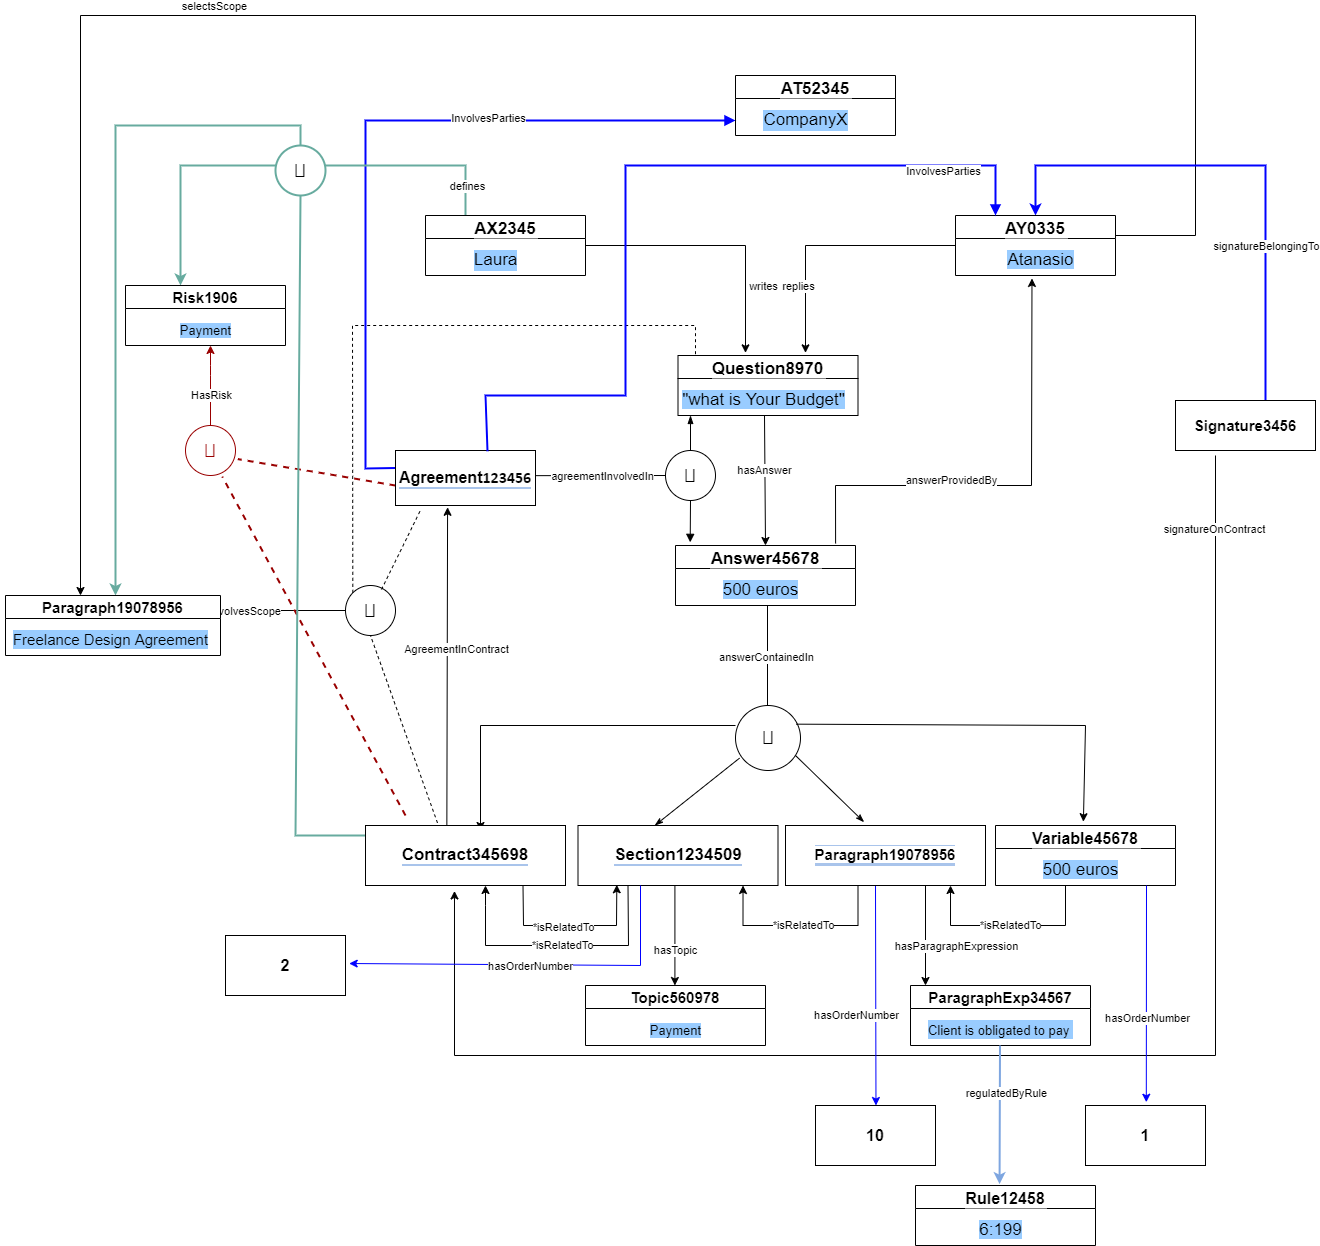 selectsScope
AT52345
CompanyX
InvolvesParties
InvolvesParties
defines
AX2345
Laura
AY0335
Atanasio
signatureBelongingTo
writes
replies
Risk1906
Payment
HasRisk
Question8970
"what is Your Budget"
Signature3456
Agreement123456
agreementInvolvedIn
hasAnswer
answerProvidedBy
signatureOnContract
Answer45678
500 euros
Paragraph19078956
Freelance Design Agreement
volvesScope
AgreementInContract
answerContainedIn
Contract345698
Section1234509
Paragraph19078956
Variable45678
500 euros
*isRelatedTo
*isRelatedTo
*isRelatedTo
*isRelatedTo
hasTopic
hasParagraphExpression
hasOrderNumber
2
Topic560978
Payment
ParagraphExp34567
Client is obligated to pay
hasOrderNumber
hasOrderNumber
regulatedByRule
10
1
Rule12458
6:199